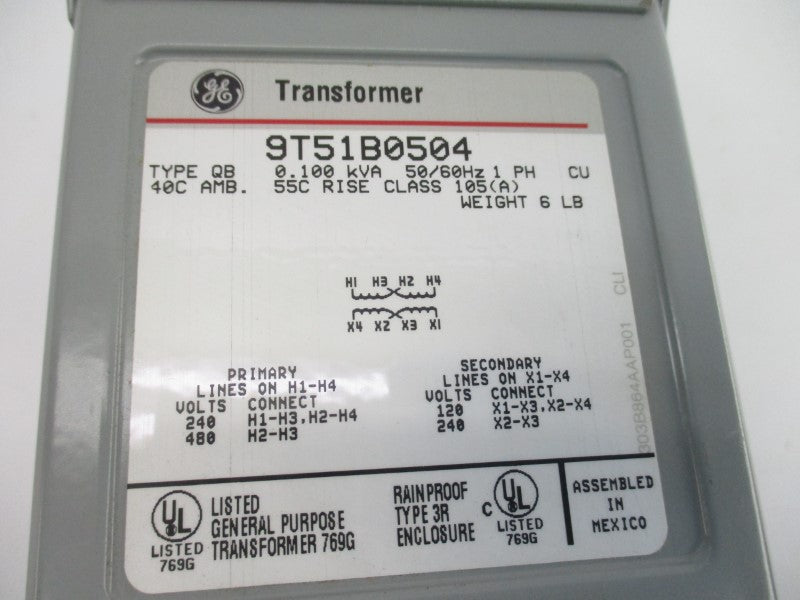 GE
Transformer
9T51B0504
TYPE QB 0.100 kVA 50/60Hz 1 PH CU
40C AMB. 55C RISE CLASS 105(A)
WEIGHT 6 LB
H1 H3 H2 H4
X4 X2 X3 X1
PRIMARY
LINES ON H1-H4
VOLTS CONNECT
240 H1-H3,H2-H4
480 H2-H3
SECONDARY
LINES ON X1-X4
VOLTS CONNECT
120 X1-X3,X2-X4
240 X2-X3
303B864AAP001 CLI
UL
LISTED
769G
LISTED
GENERAL PURPOSE
TRANSFORMER 769G
RAINPROOF
TYPE 3R
ENCLOSURE
C UL
LISTED
769G
ASSEMBLED
IN
MEXICO